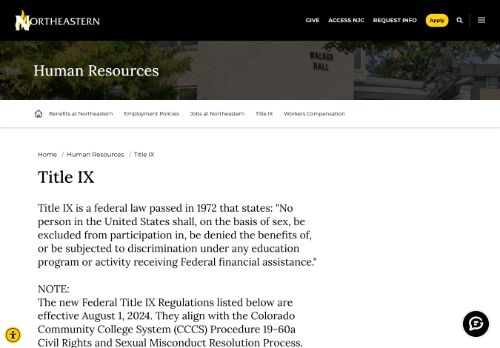 NORTHEASTERN
GIVE ACCESS NJC REQUEST INFO Apply
WALKER
HALL
Human Resources
Benefits at Northeastern Employment Policies Jobs at Northeastern Title IX Workers Compensation
Home / Human Resources / Title IX
Title IX
Title IX is a federal law passed in 1972 that states: "No
person in the United States shall, on the basis of sex, be
excluded from participation in, be denied the benefits of,
or be subjected to discrimination under any education
program or activity receiving Federal financial assistance."
NOTE:
The new Federal Title IX Regulations listed below are
effective August 1, 2024. They align with the Colorado
Community College System (CCCS) Procedure 19-60a
Civil Rights and Sexual Misconduct Resolution Process.